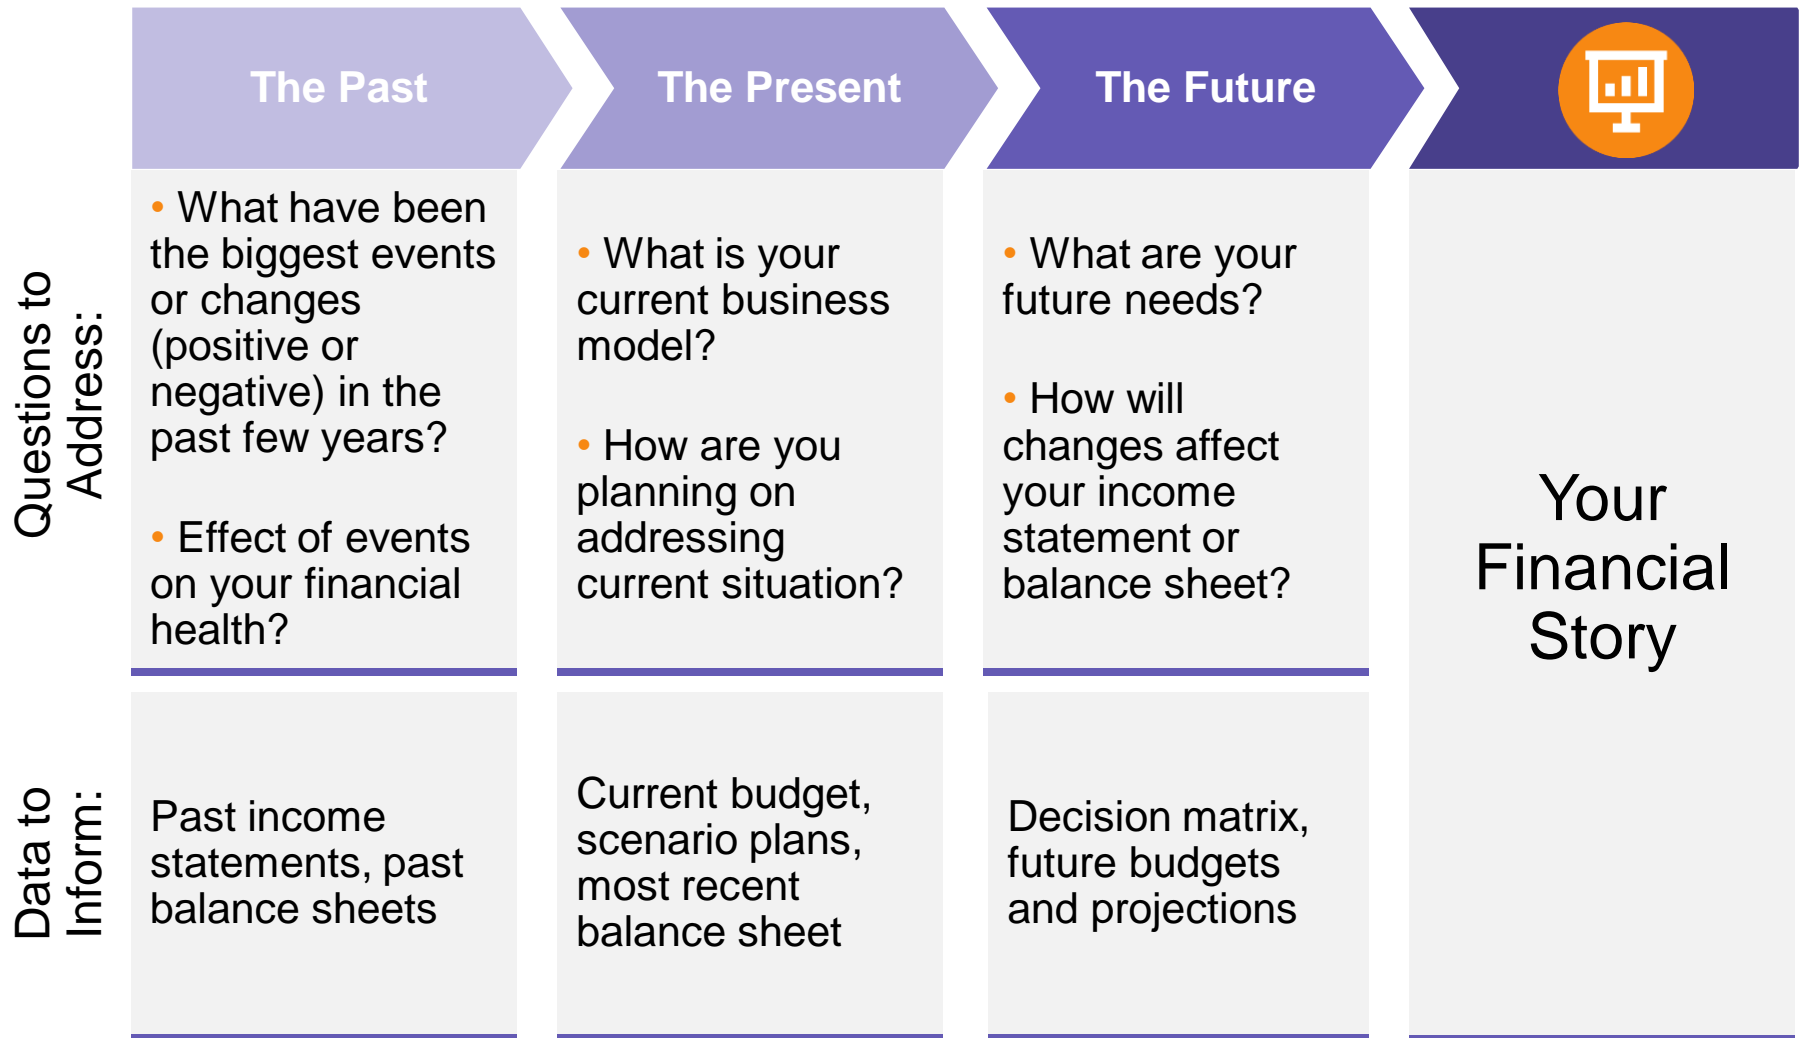 The Past
The Present
The Future
Questions to
Address:
• What have been
the biggest events
or changes
(positive or
negative) in the
past few years?
• Effect of events
on your financial
health?
• What is your
current business
model?
• How are you
planning on
addressing
current situation?
• What are your
future needs?
• How will
changes affect
your income
statement or
balance sheet?
Your
Financial
Story
Data to
Inform:
Past income
statements, past
balance sheets
Current budget,
scenario plans,
most recent
balance sheet
Decision matrix,
future budgets
and projections